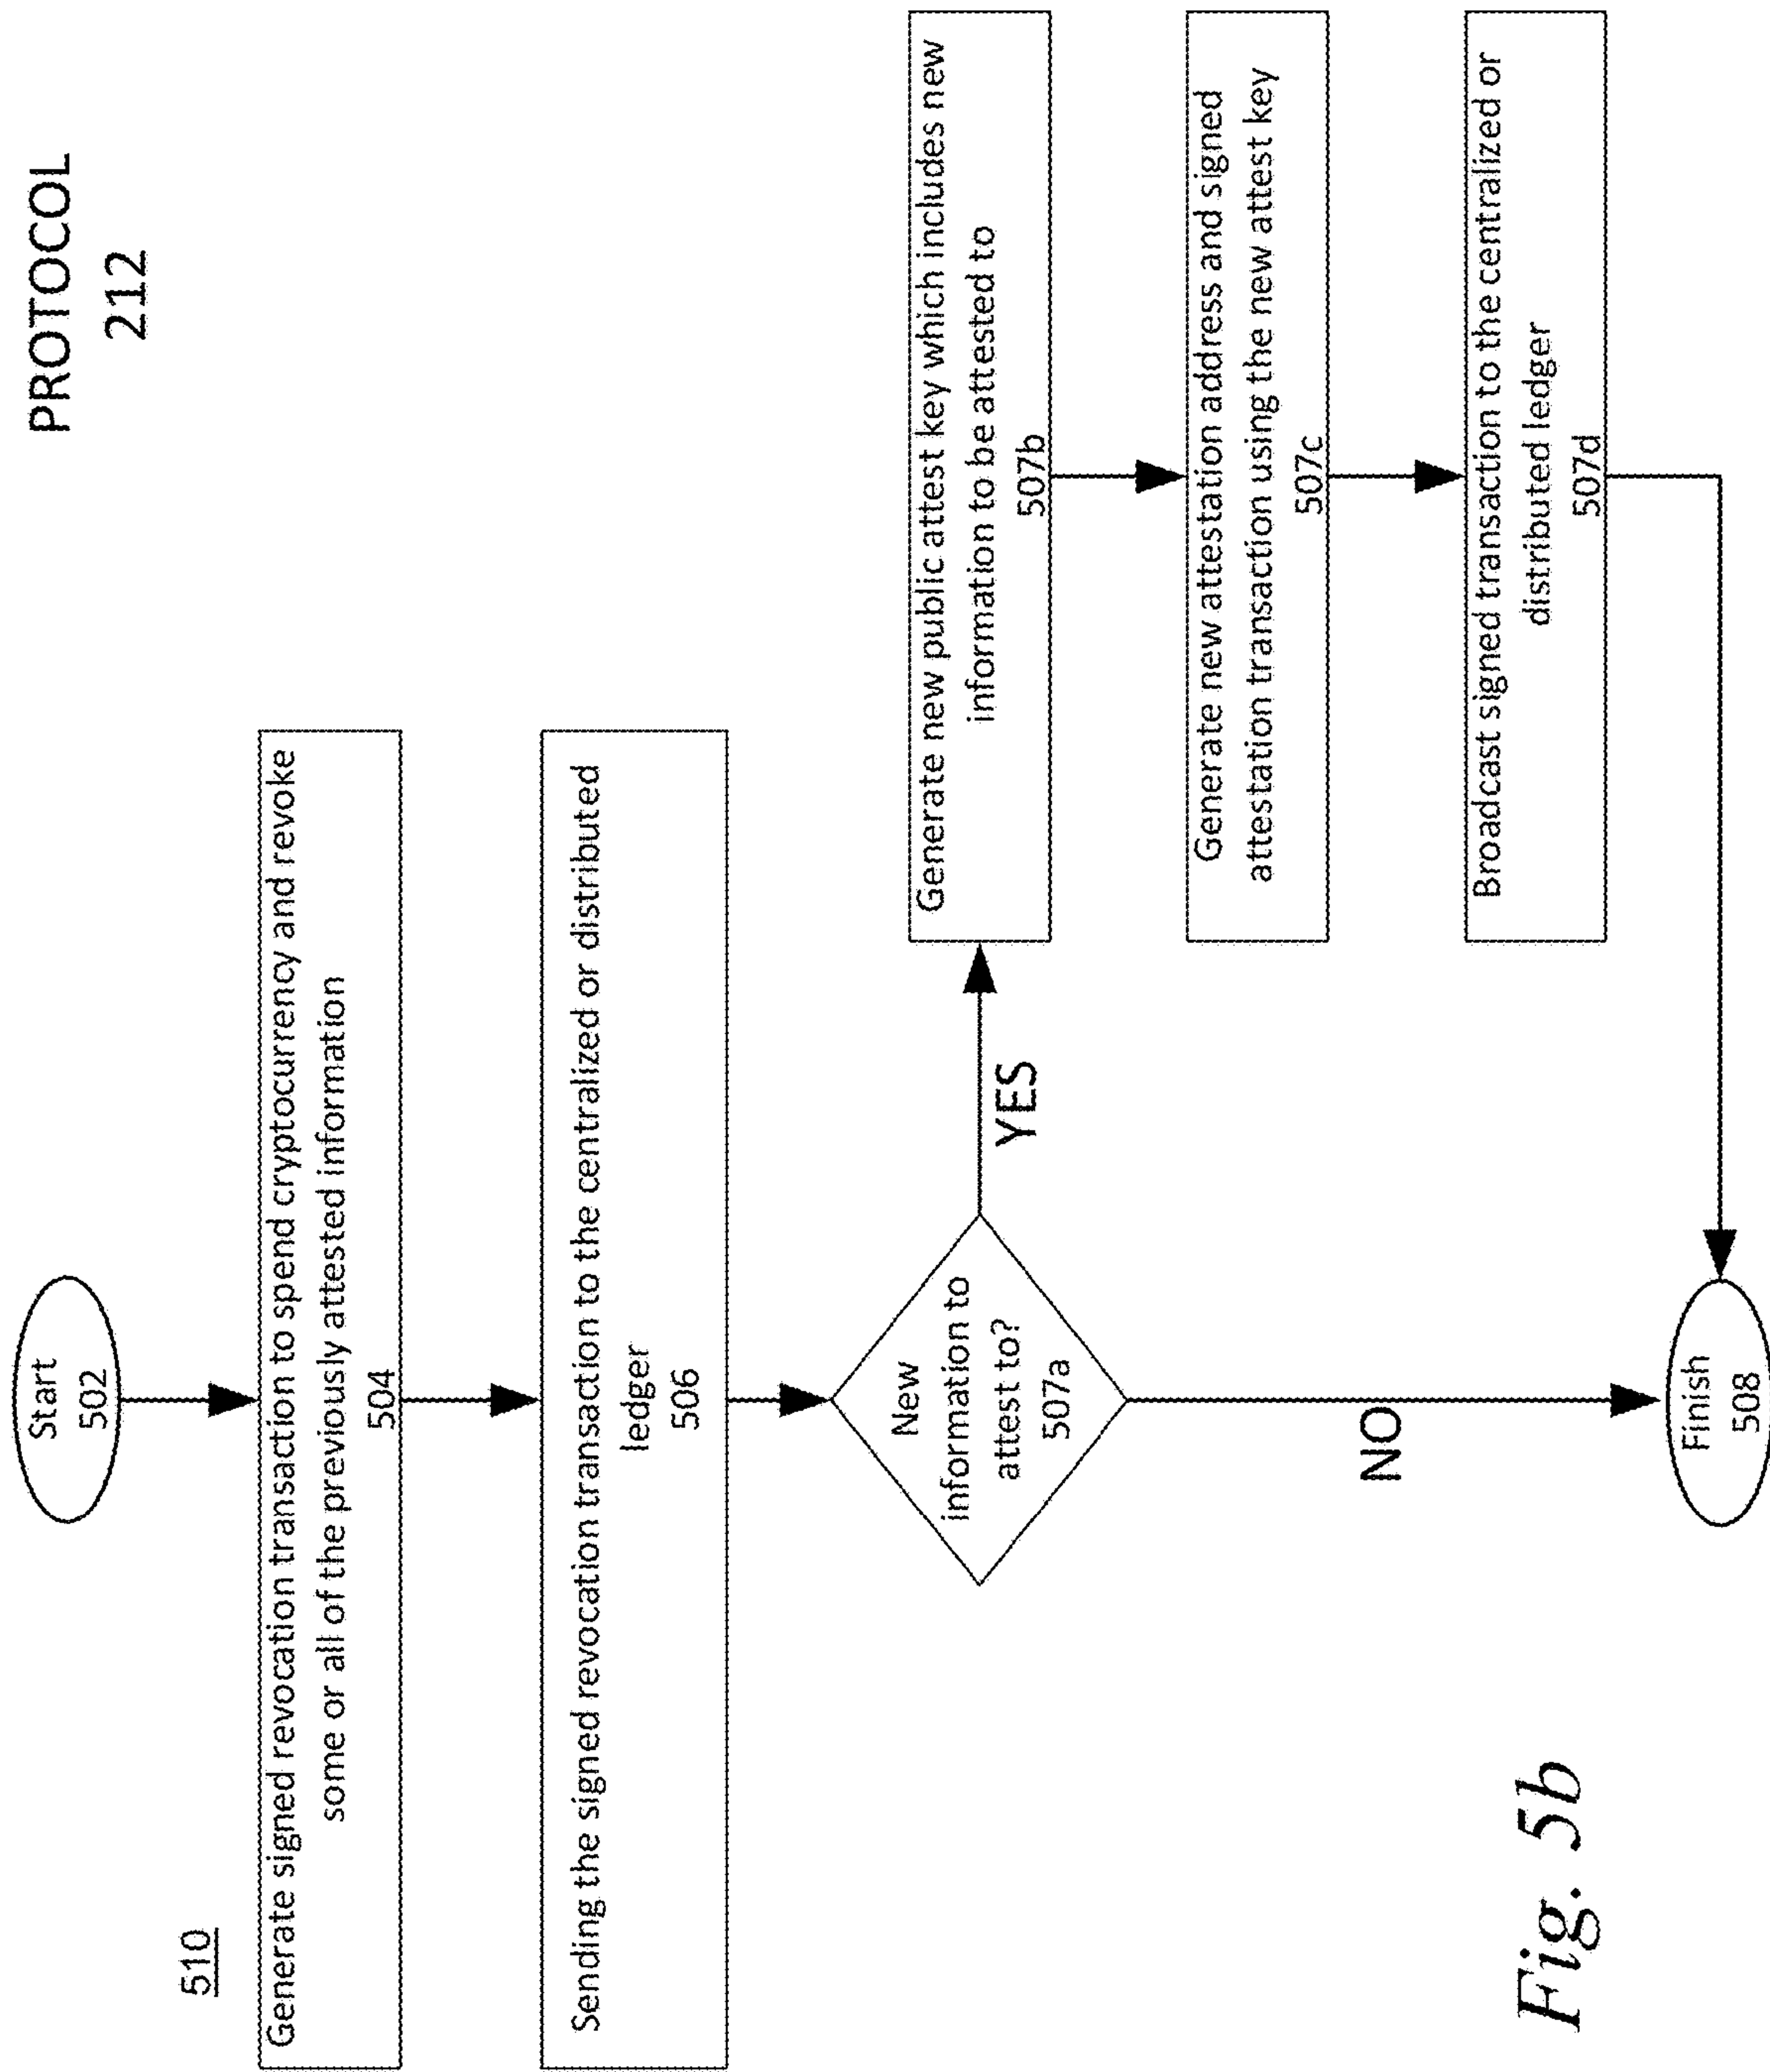 PROTOCOL
212
510
Start
502
Generate signed revocation transaction to spend cryptocurrency and revoke
some or all of the previously attested information
504
Sending the signed revocation transaction to the centralized or distributed
ledger
506
New
information to
attest to?
507a
YES
NO
Generate new public attest key which includes new
information to be attested to
507b
Generate new attestation address and signed
attestation transaction using the new attest key
507c
Broadcast signed transaction to the centralized or
distributed ledger
507d
Finish
508
Fig. 5b